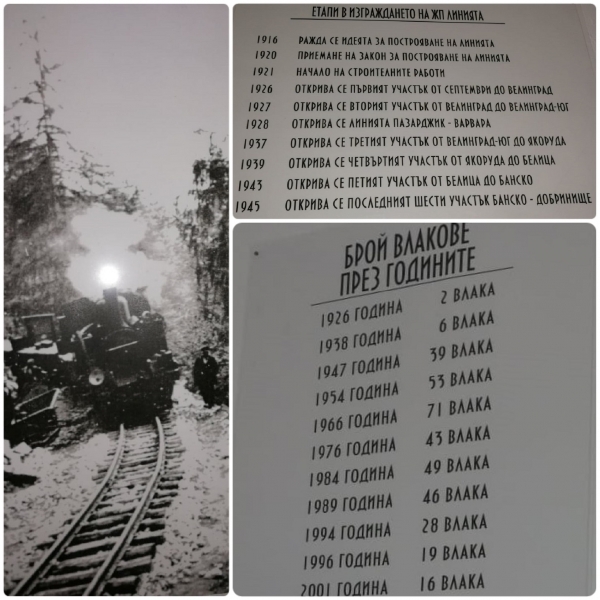 ЕТАПИ В ИЗГРАЖДАНЕТО НА ЖП ЛИНИЯТА
1916 РАЖДА СЕ ИДЕЯТА ЗА ПОСТРОЯВАНЕ НА ЛИНИЯТА
1920 ПРИЕМАНЕ НА ЗАКОН ЗА ПОСТРОЯВАНЕ НА ЛИНИЯТА
1921 НАЧАЛО НА СТРОИТЕЛНИТЕ РАБОТИ
1926 ОТКРИВА СЕ ПЪРВИЯТ УЧАСТЪК ОТ СЕПТЕМВРИ ДО ВЕЛИНГРАД
1927 ОТКРИВА СЕ ВТОРИЯТ УЧАСТЪК ОТ ВЕЛИНГРАД ДО ВЕЛИНГРАД-ЮГ
1928 ОТКРИВА СЕ ЛИНИЯТА ПАЗАРДЖИК - ВАРВАРА
1937 ОТКРИВА СЕ ТРЕТИЯТ УЧАСТЪК ОТ ВЕЛИНГРАД-ЮГ ДО ЯКОРУДА
1939 ОТКРИВА СЕ ЧЕТВЪРТИЯТ УЧАСТЪК ОТ ЯКОРУДА ДО БЕЛИЦА
1943 ОТКРИВА СЕ ПЕТИЯТ УЧАСТЪК ОТ БЕЛИЦА ДО БАНСКО
1945 ОТКРИВА СЕ ПОСЛЕДНИЯТ ШЕСТИ УЧАСТЪК БАНСКО - ДОБРИНИЩЕ
БРОЙ ВЛАКОВЕ
ПРЕЗ ГОДИНИТЕ
1926 ГОДИНА 2 ВЛАКА
1938 ГОДИНА 6 ВЛАКА
1947 ГОДИНА 39 ВЛАКА
1954 ГОДИНА 53 ВЛАКА
1966 ГОДИНА 71 ВЛАКА
1976 ГОДИНА 43 ВЛАКА
1984 ГОДИНА 49 ВЛАКА
1989 ГОДИНА 46 ВЛАКА
1994 ГОДИНА 28 ВЛАКА
1996 ГОДИНА 19 ВЛАКА
2001 ГОДИНА 16 ВЛАКА